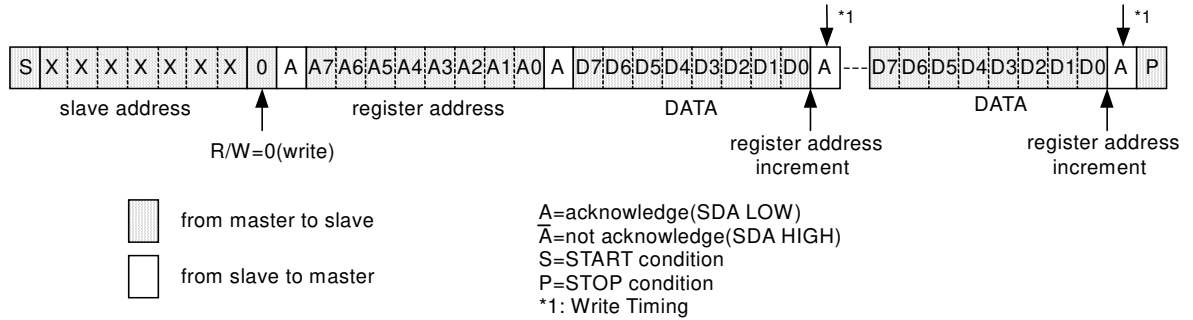 *1 *1
S X X X X X X X 0 A A7 A6 A5 A4 A3 A2 A1 A0 A D7 D6 D5 D4 D3 D2 D1 D0 A ---- D7 D6 D5 D4 D3 D2 D1 D0 A P
slave address register address DATA DATA
R/W=0(write)
register address
increment
register address
increment
from master to slave
from slave to master
A=acknowledge(SDA LOW)
A̅=not acknowledge(SDA HIGH)
S=START condition
P=STOP condition
*1: Write Timing